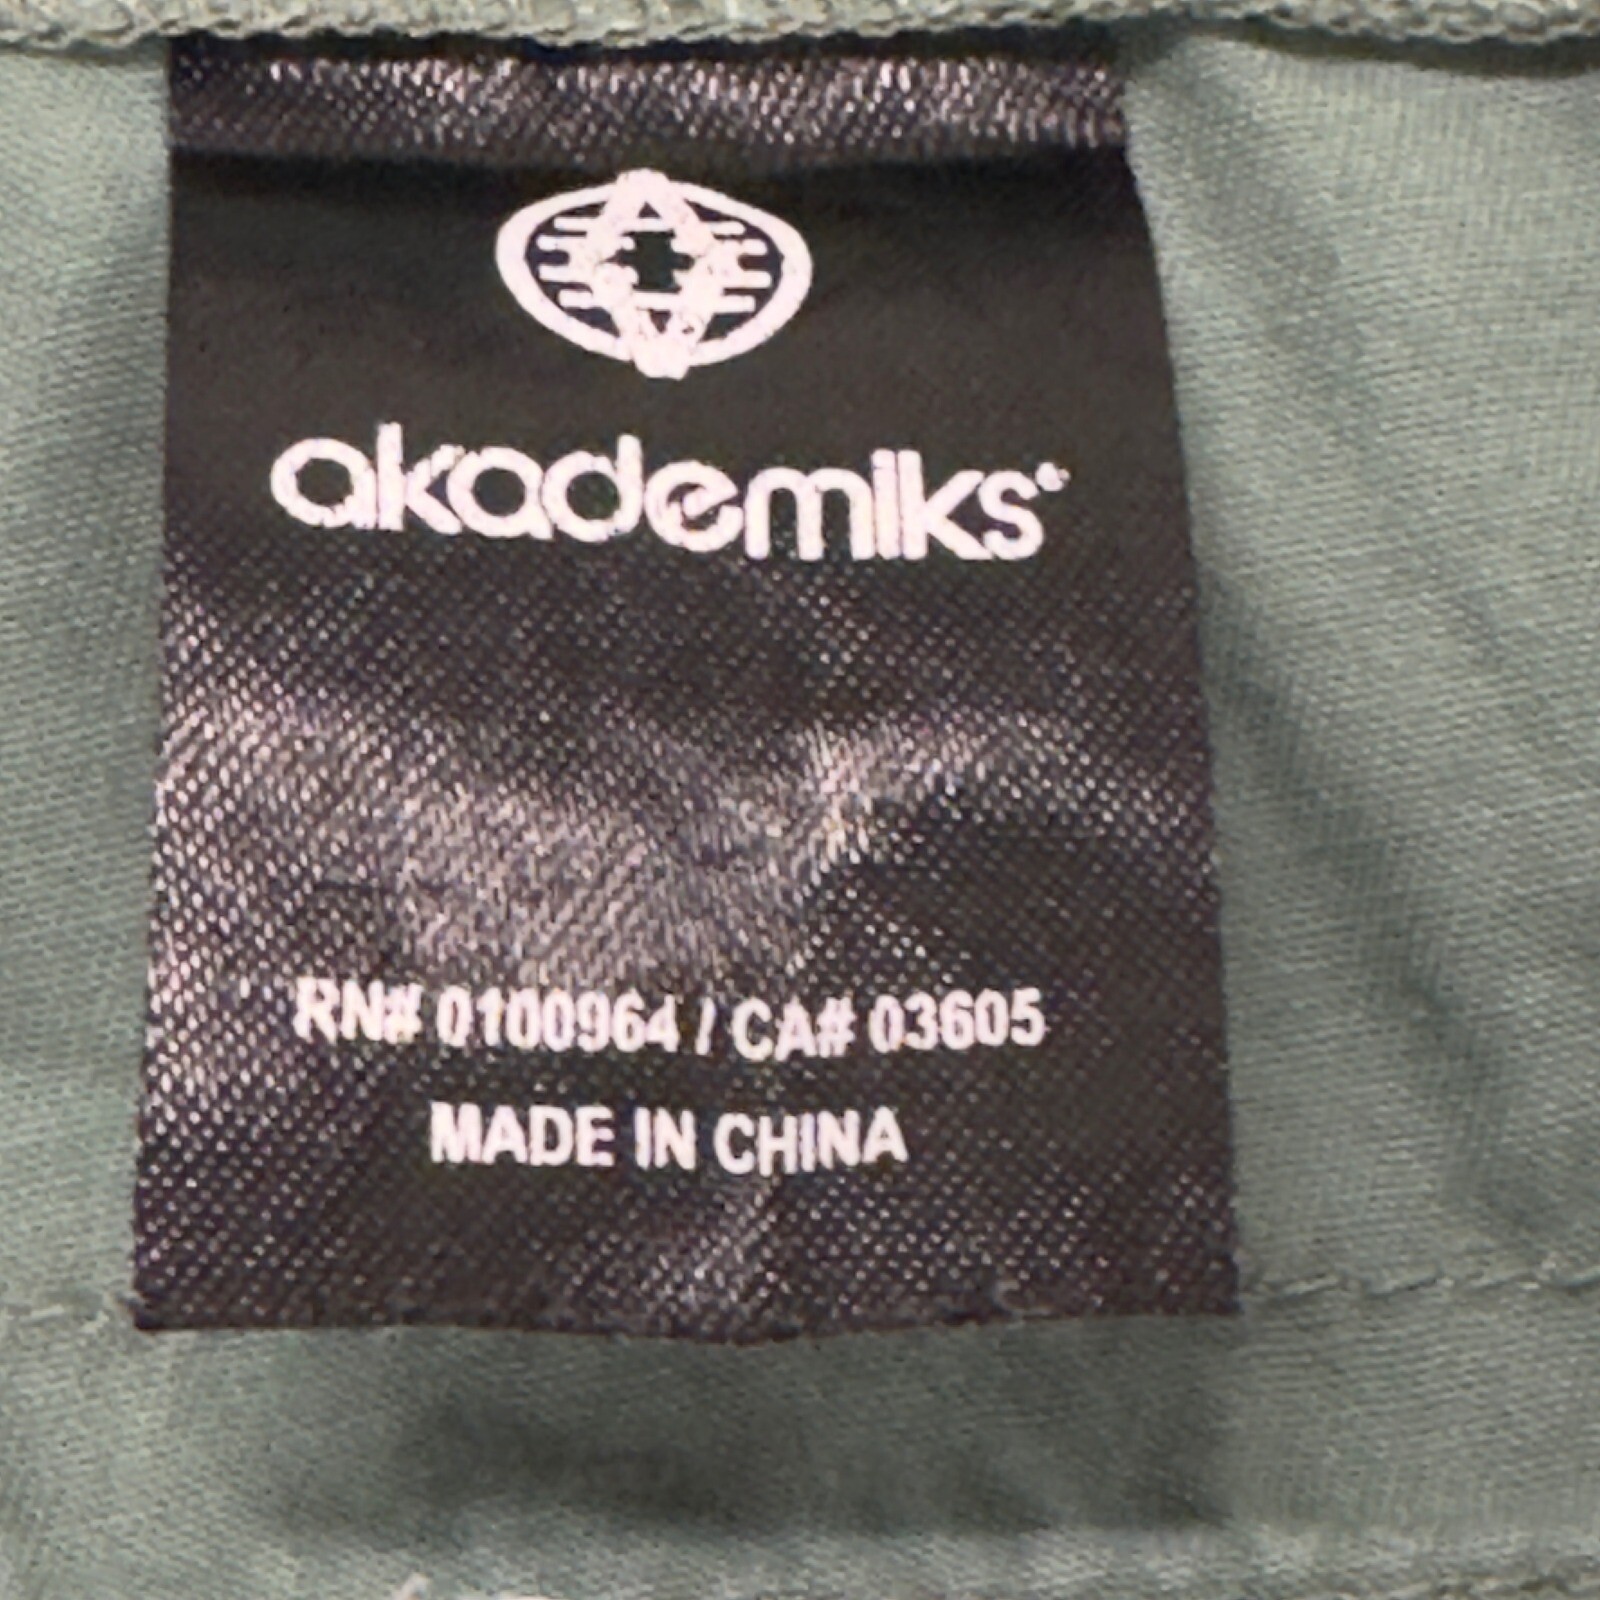 akademiks
RN# 0100964 / CA# 03605
MADE IN CHINA